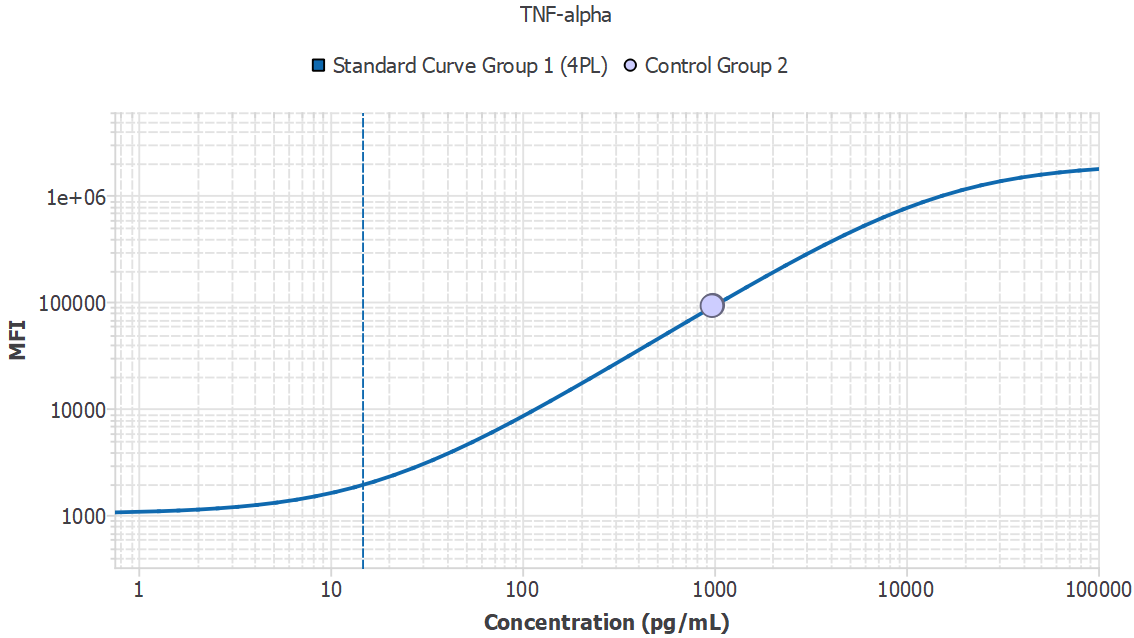 TNF-alpha
Standard Curve Group 1 (4PL) Control Group 2
1e+06
100000
10000
1000
MFI
1 10 100 1000 10000 100000
Concentration (pg/mL)